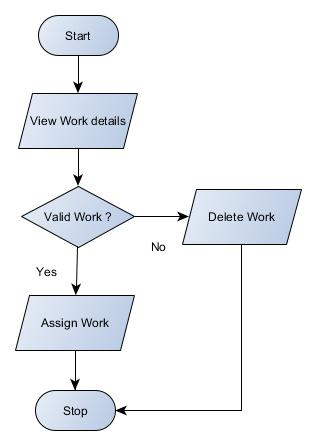 Start
View Work details
Valid Work ?
Delete Work
No
Yes
Assign Work
Stop